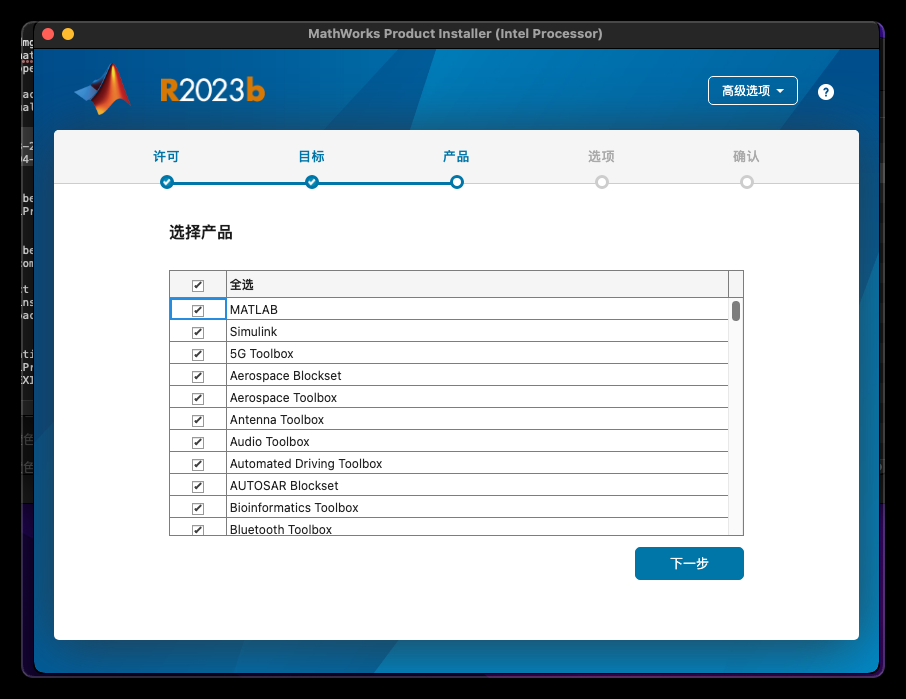 MathWorks Product Installer (Intel Processor)
R2023b
高级选项
?
许可
目标
产品
选项
确认
选择产品
全选
MATLAB
Simulink
5G Toolbox
Aerospace Blockset
Aerospace Toolbox
Antenna Toolbox
Audio Toolbox
Automated Driving Toolbox
AUTOSAR Blockset
Bioinformatics Toolbox
Bluetooth Toolbox
下一步